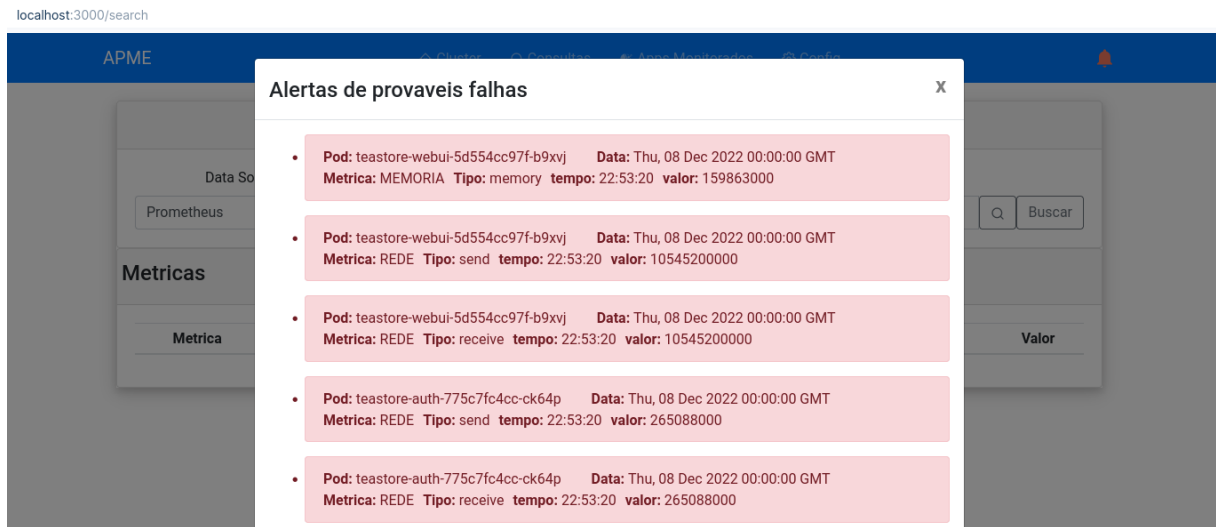 localhost:3000/search
APME Cluster Consultas Apps Monitorados Config
Alertas de provaveis falhas x
Pod: teastore-webui-5d554cc97f-b9xvj Data: Thu, 08 Dec 2022 00:00:00 GMT
Metrica: MEMORIA Tipo: memory tempo: 22:53:20 valor: 159863000
Data So
Prometheus Buscar
Pod: teastore-webui-5d554cc97f-b9xvj Data: Thu, 08 Dec 2022 00:00:00 GMT
Metrica: REDE Tipo: send tempo: 22:53:20 valor: 10545200000
Metricas
Pod: teastore-webui-5d554cc97f-b9xvj Data: Thu, 08 Dec 2022 00:00:00 GMT
Metrica: REDE Tipo: receive tempo: 22:53:20 valor: 10545200000
Metrica Valor
Pod: teastore-auth-775c7fc4cc-ck64p Data: Thu, 08 Dec 2022 00:00:00 GMT
Metrica: REDE Tipo: send tempo: 22:53:20 valor: 265088000
Pod: teastore-auth-775c7fc4cc-ck64p Data: Thu, 08 Dec 2022 00:00:00 GMT
Metrica: REDE Tipo: receive tempo: 22:53:20 valor: 265088000